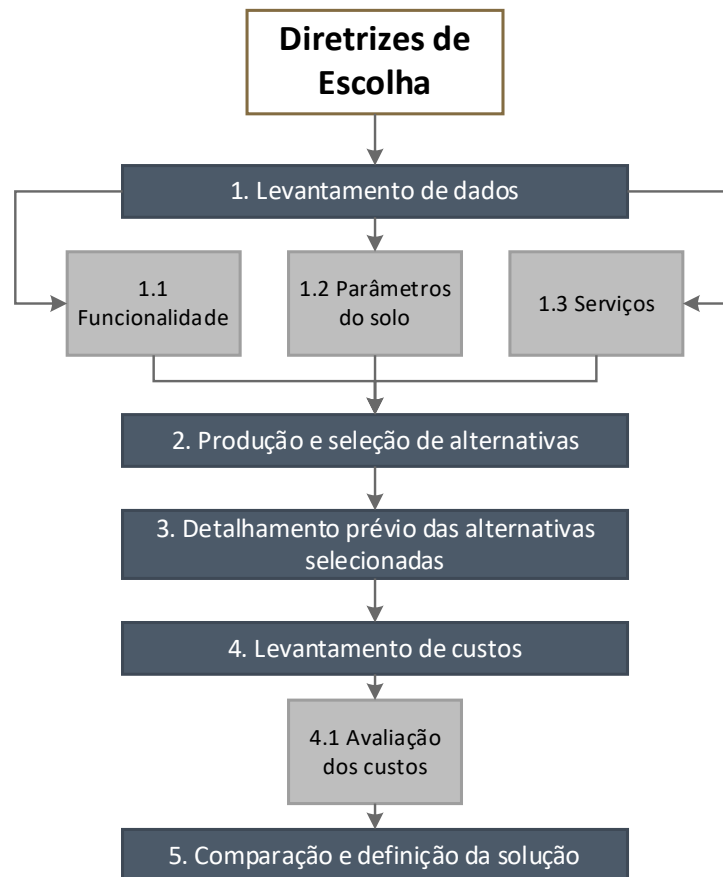 Diretrizes de
Escolha
1. Levantamento de dados
1.1
Funcionalidade
1.2 Parâmetros
do solo
1.3 Serviços
2. Produção e seleção de alternativas
3. Detalhamento prévio das alternativas
selecionadas
4. Levantamento de custos
4.1 Avaliação
dos custos
5. Comparação e definição da solução